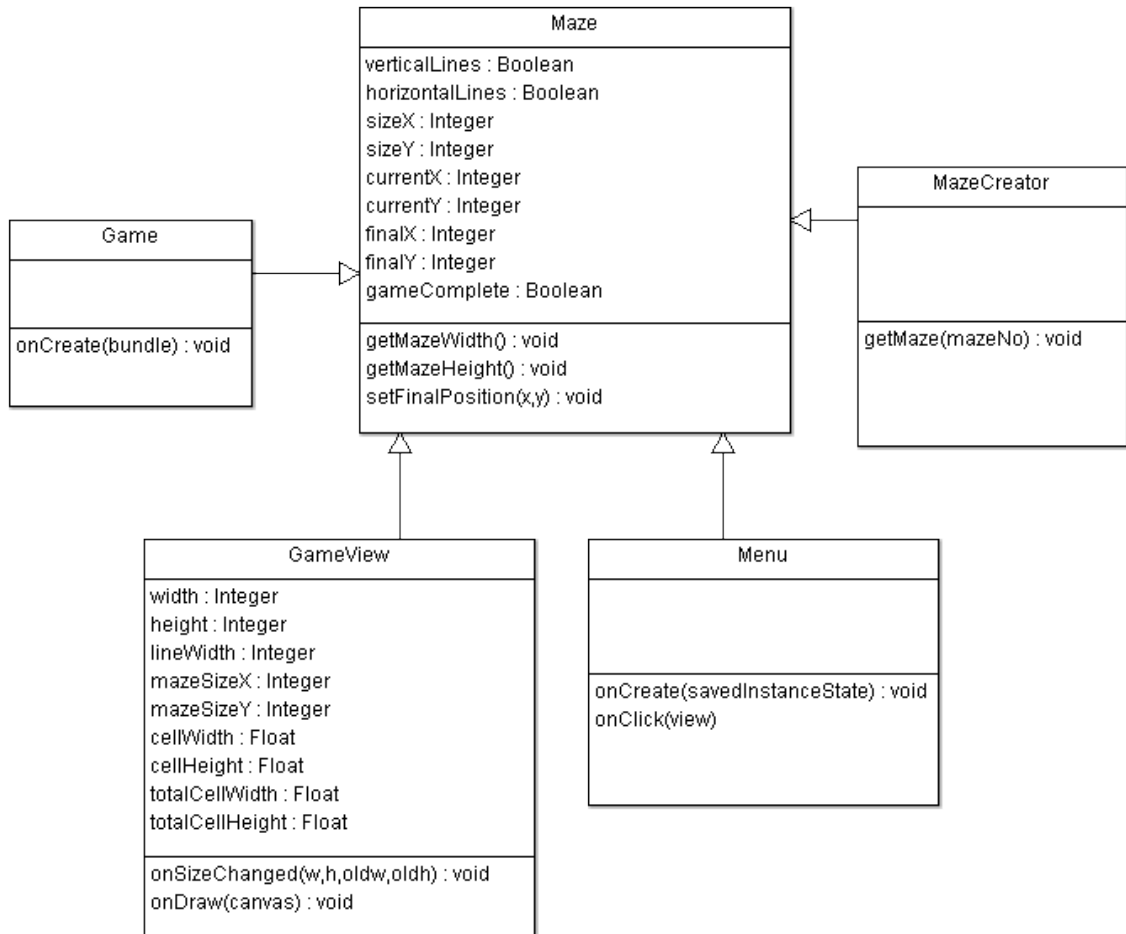 Maze
verticalLines : Boolean
horizontalLines : Boolean
sizeX : Integer
sizeY : Integer
currentX : Integer
currentY : Integer
finalX : Integer
finalY : Integer
gameComplete : Boolean
getMazeWidth() : void
getMazeHeight() : void
setFinalPosition(x,y) : void
Game
onCreate(bundle) : void
MazeCreator
getMaze(mazeNo) : void
GameView
width : Integer
height : Integer
lineWidth : Integer
mazeSizeX : Integer
mazeSizeY : Integer
cellWidth : Float
cellHeight : Float
totalCellWidth : Float
totalCellHeight : Float
onSizeChanged(w,h,oldw,oldh) : void
onDraw(canvas) : void
Menu
onCreate(savedInstanceState) : void
onClick(view)